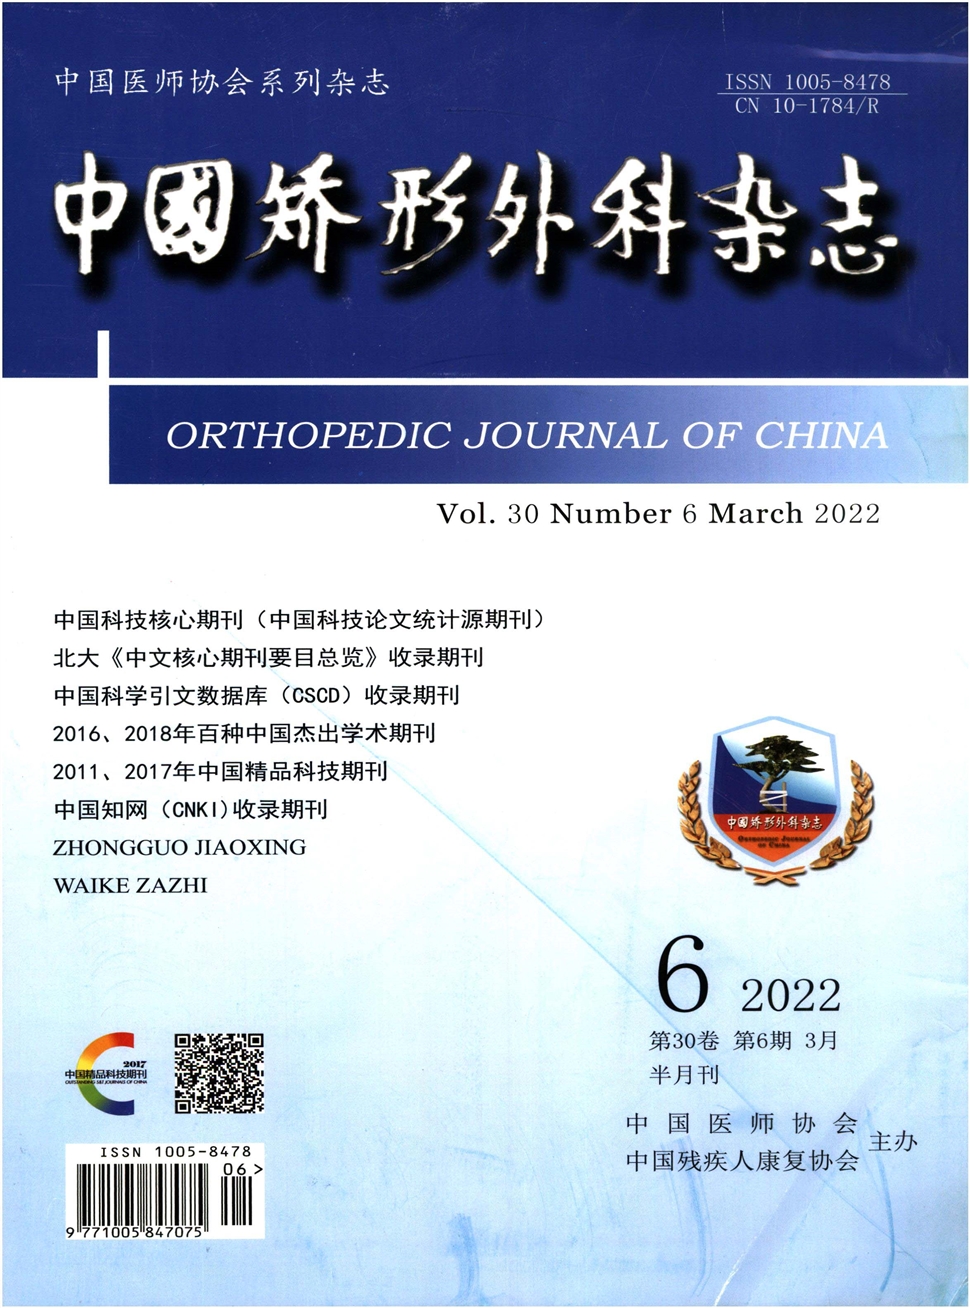 中国医师协会系列杂志
ISSN 1005-8478
CN 10-1784/R
中國矫形外科杂志
ORTHOPEDIC JOURNAL OF CHINA
Vol. 30 Number 6 March 2022
中国科技核心期刊（中国科技论文统计源期刊）
北大《中文核心期刊要目总览》收录期刊
中国科学引文数据库（CSCD）收录期刊
2016、2018年百种中国杰出学术期刊
2011、2017年中国精品科技期刊
中国知网（CNKI)收录期刊
ZHONGGUO JIAOXING
WAIKE ZAZHI
中國矫形外科杂志
ORTHOPEDIC JOURNAL
OF CHINA
6 2022
第30卷 第6期 3月
半月刊
中国医师协会
中国残疾人康复协会
主办
2017
中国精品科技期刊
OUTSTANDING S&T JOURNALS OF CHINA
ISSN 1005-8478
06>
9 771005 847075